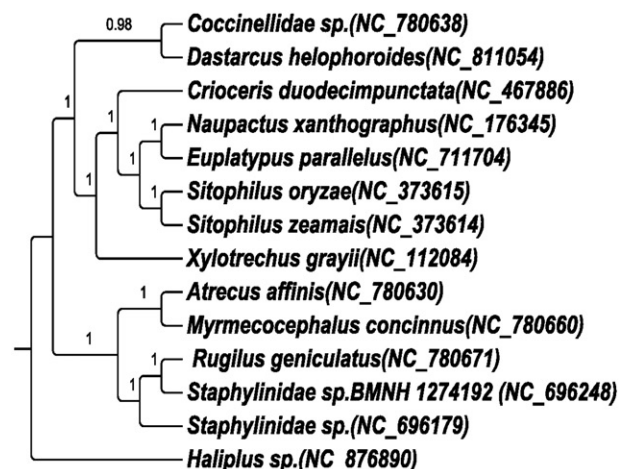 0.98
Coccinellidae sp.(NC_780638)
Dastarcus helophoroides(NC_811054)
1
Crioceris duodecimpunctata(NC_467886)
1
Naupactus xanthographus(NC_176345)
1
Euplatypus parallelus(NC_711704)
1
1
Sitophilus oryzae(NC_373615)
Sitophilus zeamais(NC_373614)
1
Xylotrechus grayii(NC_112084)
1
Atrecus affinis(NC_780630)
Myrmecocephalus concinnus(NC_780660)
1
1
Rugilus geniculatus(NC_780671)
1
Staphylinidae sp.BMNH 1274192 (NC_696248)
Staphylinidae sp.(NC_696179)
Haliplus sp.(NC_876890)